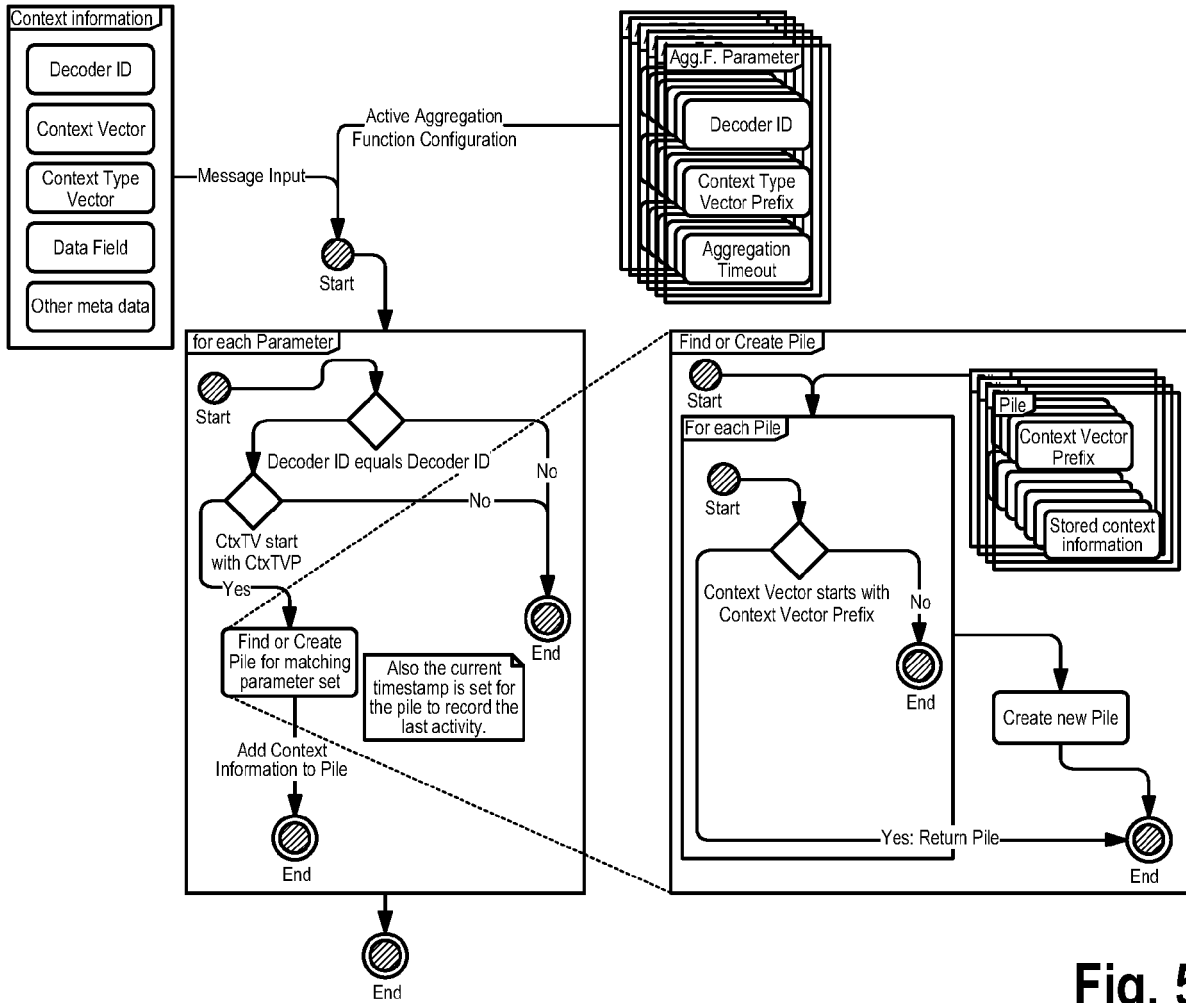 Context information
Decoder ID
Context Vector
Context Type
Vector
Data Field
Other meta data
Message Input
Active Aggregation
Function Configuration
Start
Agg.F. Parameter
Decoder ID
Context Type
Vector Prefix
Aggregation
Timeout
for each Parameter
Start
Decoder ID equals Decoder ID
No
No
CtxTV start
with CtxTVP
Yes
End
Find or Create
Pile for matching
parameter set
Also the current
timestamp is set for
the pile to record the
last activity.
Add Context
Information to Pile
End
End
Find or Create Pile
Start
Pile
Context Vector
Prefix
Stored context
information
For each Pile
Start
Context Vector starts with
Context Vector Prefix
No
End
Create new Pile
Yes: Return Pile
End
Fig. 5